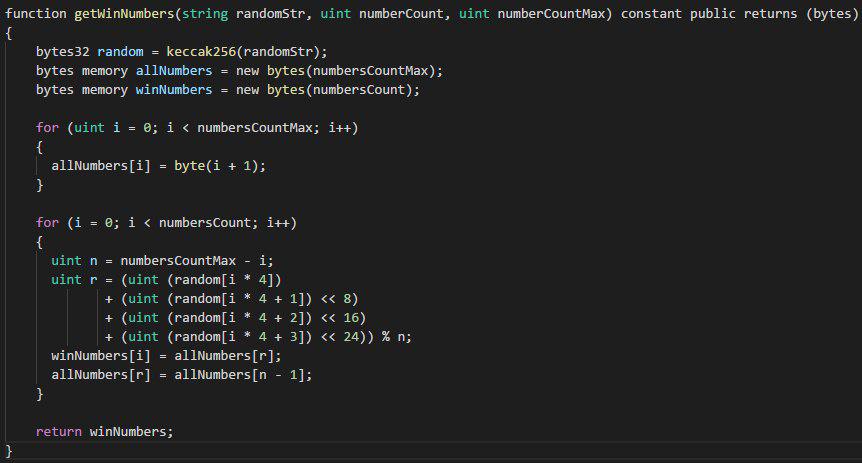 function getWinNumbers(string randomStr, uint numberCount, uint numberCountMax) constant public returns (bytes)
{
    bytes32 random = keccak256(randomStr);
    bytes memory allNumbers = new bytes(numbersCountMax);
    bytes memory winNumbers = new bytes(numbersCount);

    for (uint i = 0; i < numbersCountMax; i++)
    {
      allNumbers[i] = byte(i + 1);
    }

    for (i = 0; i < numbersCount; i++)
    {
      uint n = numbersCountMax - i;
      uint r = (uint (random[i * 4])
             + (uint (random[i * 4 + 1]) << 8)
             + (uint (random[i * 4 + 2]) << 16)
             + (uint (random[i * 4 + 3]) << 24)) % n;
      winNumbers[i] = allNumbers[r];
      allNumbers[r] = allNumbers[n - 1];
    }

    return winNumbers;
}